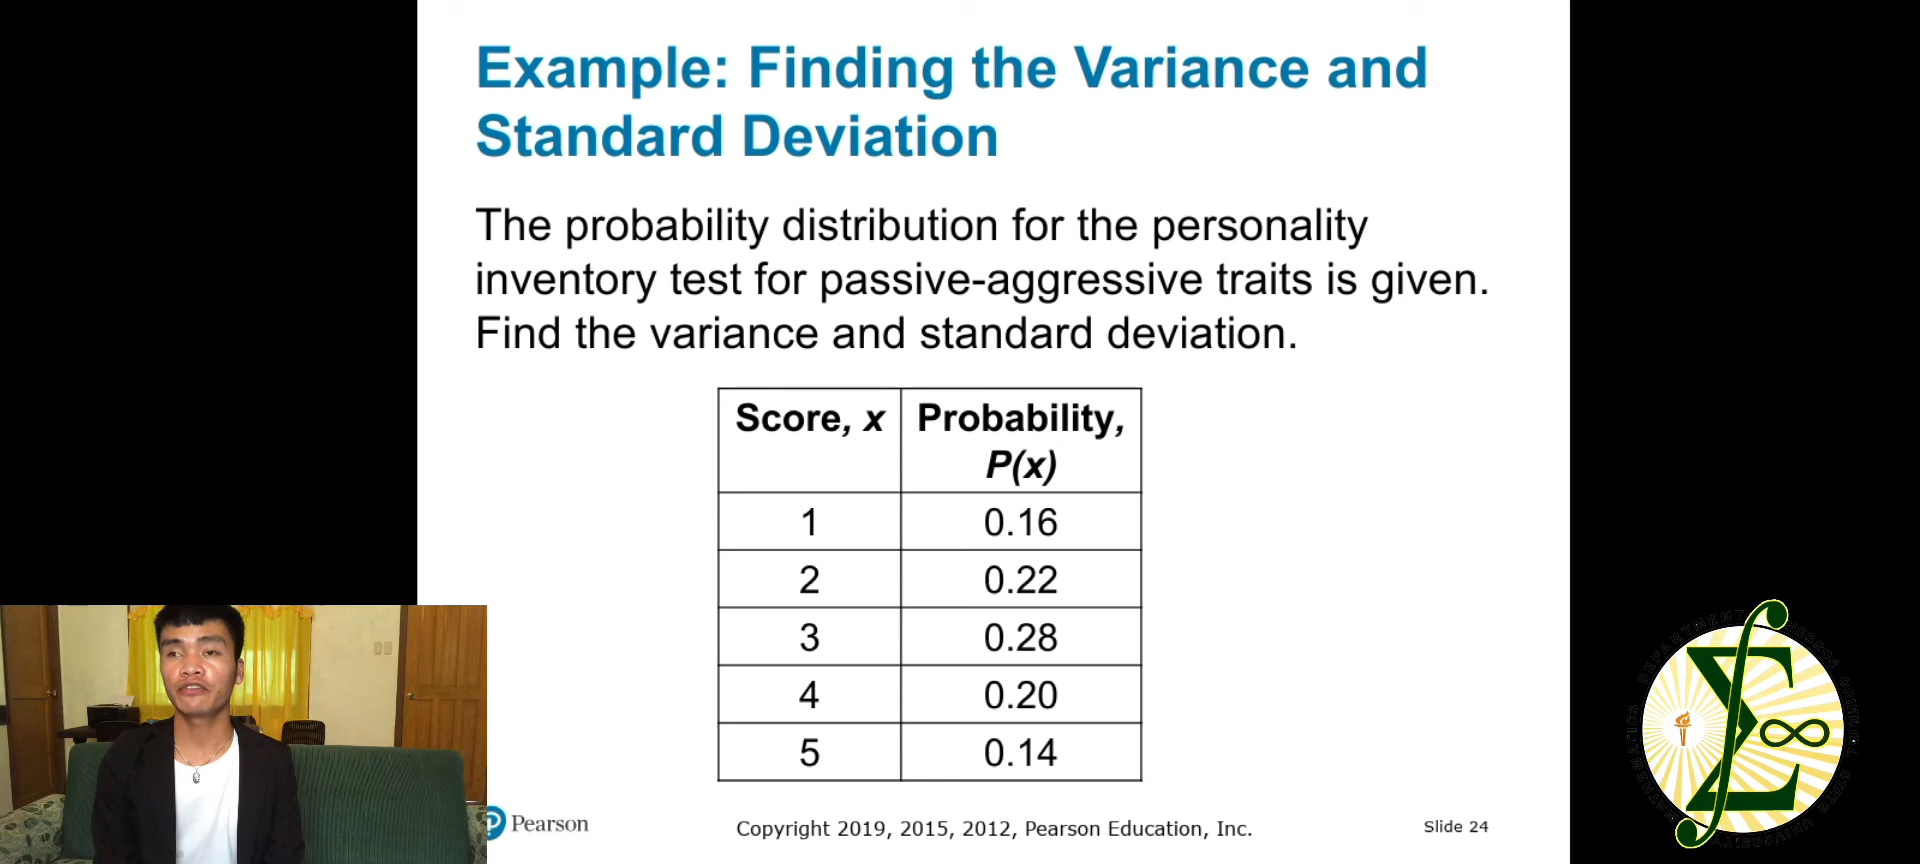 Example: Finding the Variance and
Standard Deviation
The probability distribution for the personality
inventory test for passive-aggressive traits is given.
Find the variance and standard deviation.
Score, x Probability, P(x)
1 0.16
2 0.22
3 0.28
4 0.20
5 0.14
Pearson
Copyright 2019, 2015, 2012, Pearson Education, Inc.
Slide 24
∞